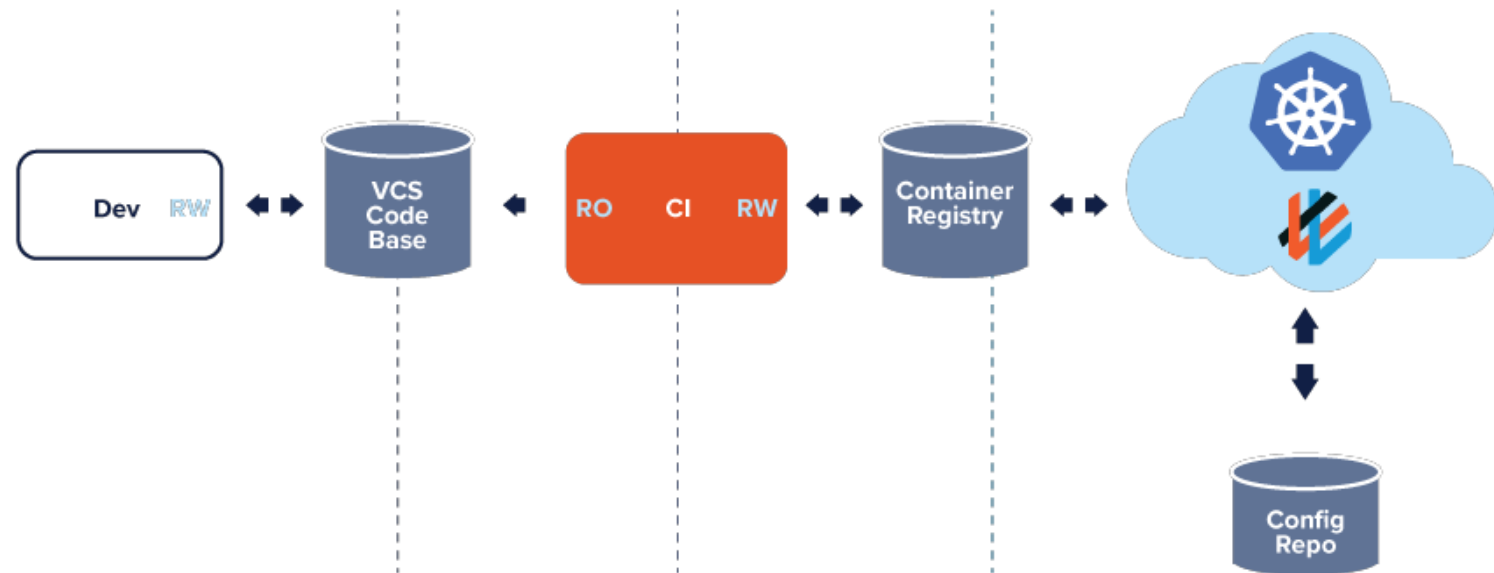 Dev RW
VCS
Code
Base
RO CI RW
Container
Registry
Config
Repo